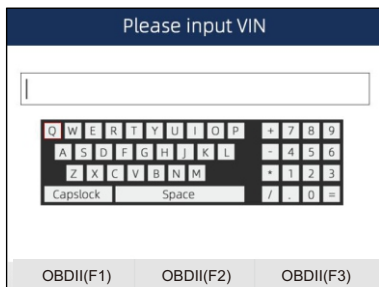 Please input VIN
Q W E R T Y U I O P + 7 8 9
A S D F G H J K L - 4 5 6
Z X C V B N M * 1 2 3
Capslock Space / . 0 =
OBDII(F1) OBDII(F2) OBDII(F3)